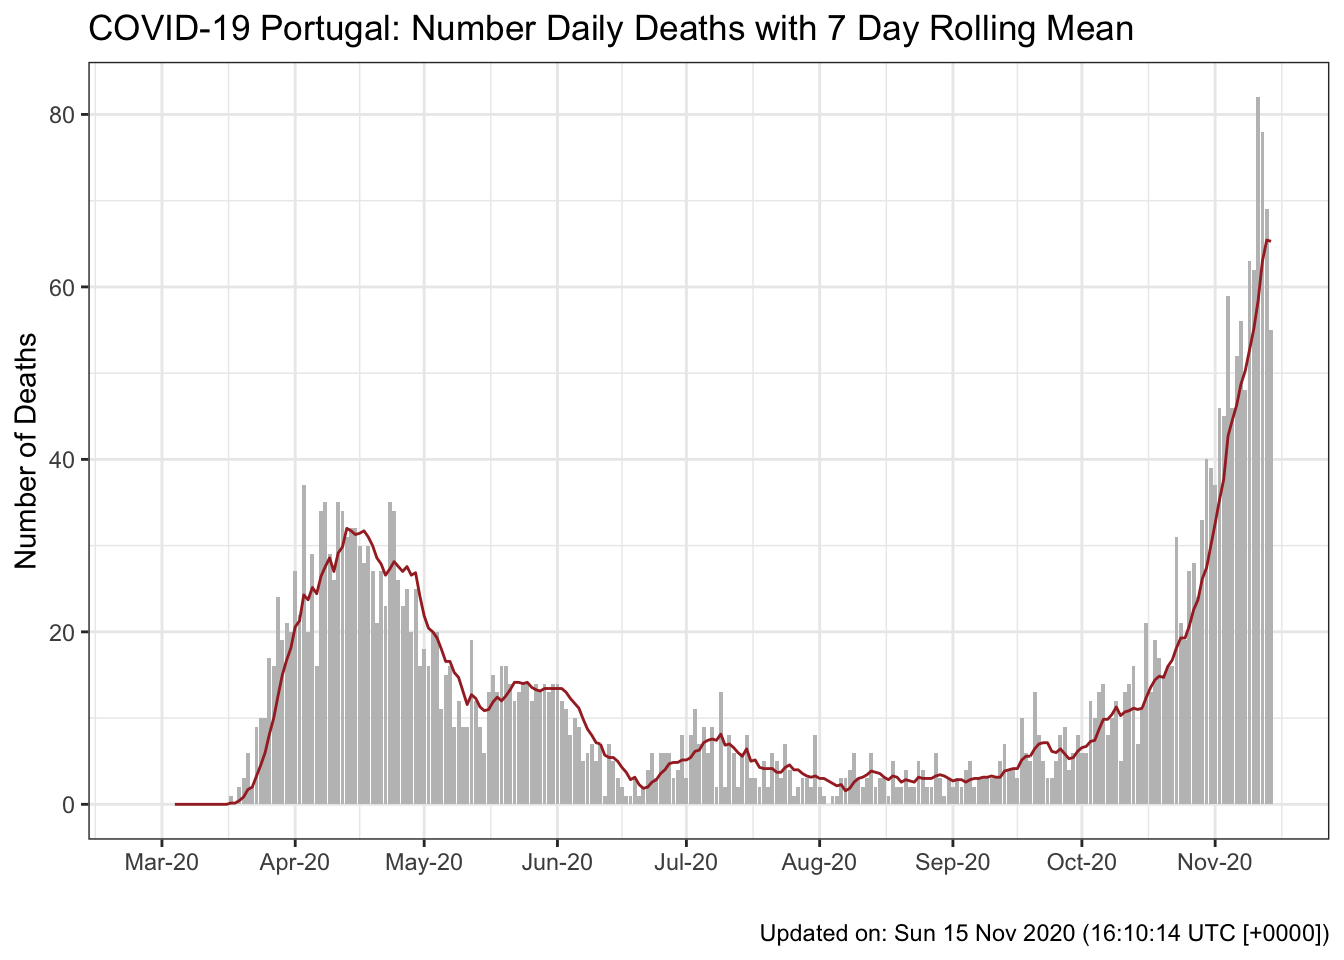 COVID-19 Portugal: Number Daily Deaths with 7 Day Rolling Mean
Number of Deaths
80
60
40
20
0
Mar-20 Apr-20 May-20 Jun-20 Jul-20 Aug-20 Sep-20 Oct-20 Nov-20
Updated on: Sun 15 Nov 2020 (16:10:14 UTC [+0000])